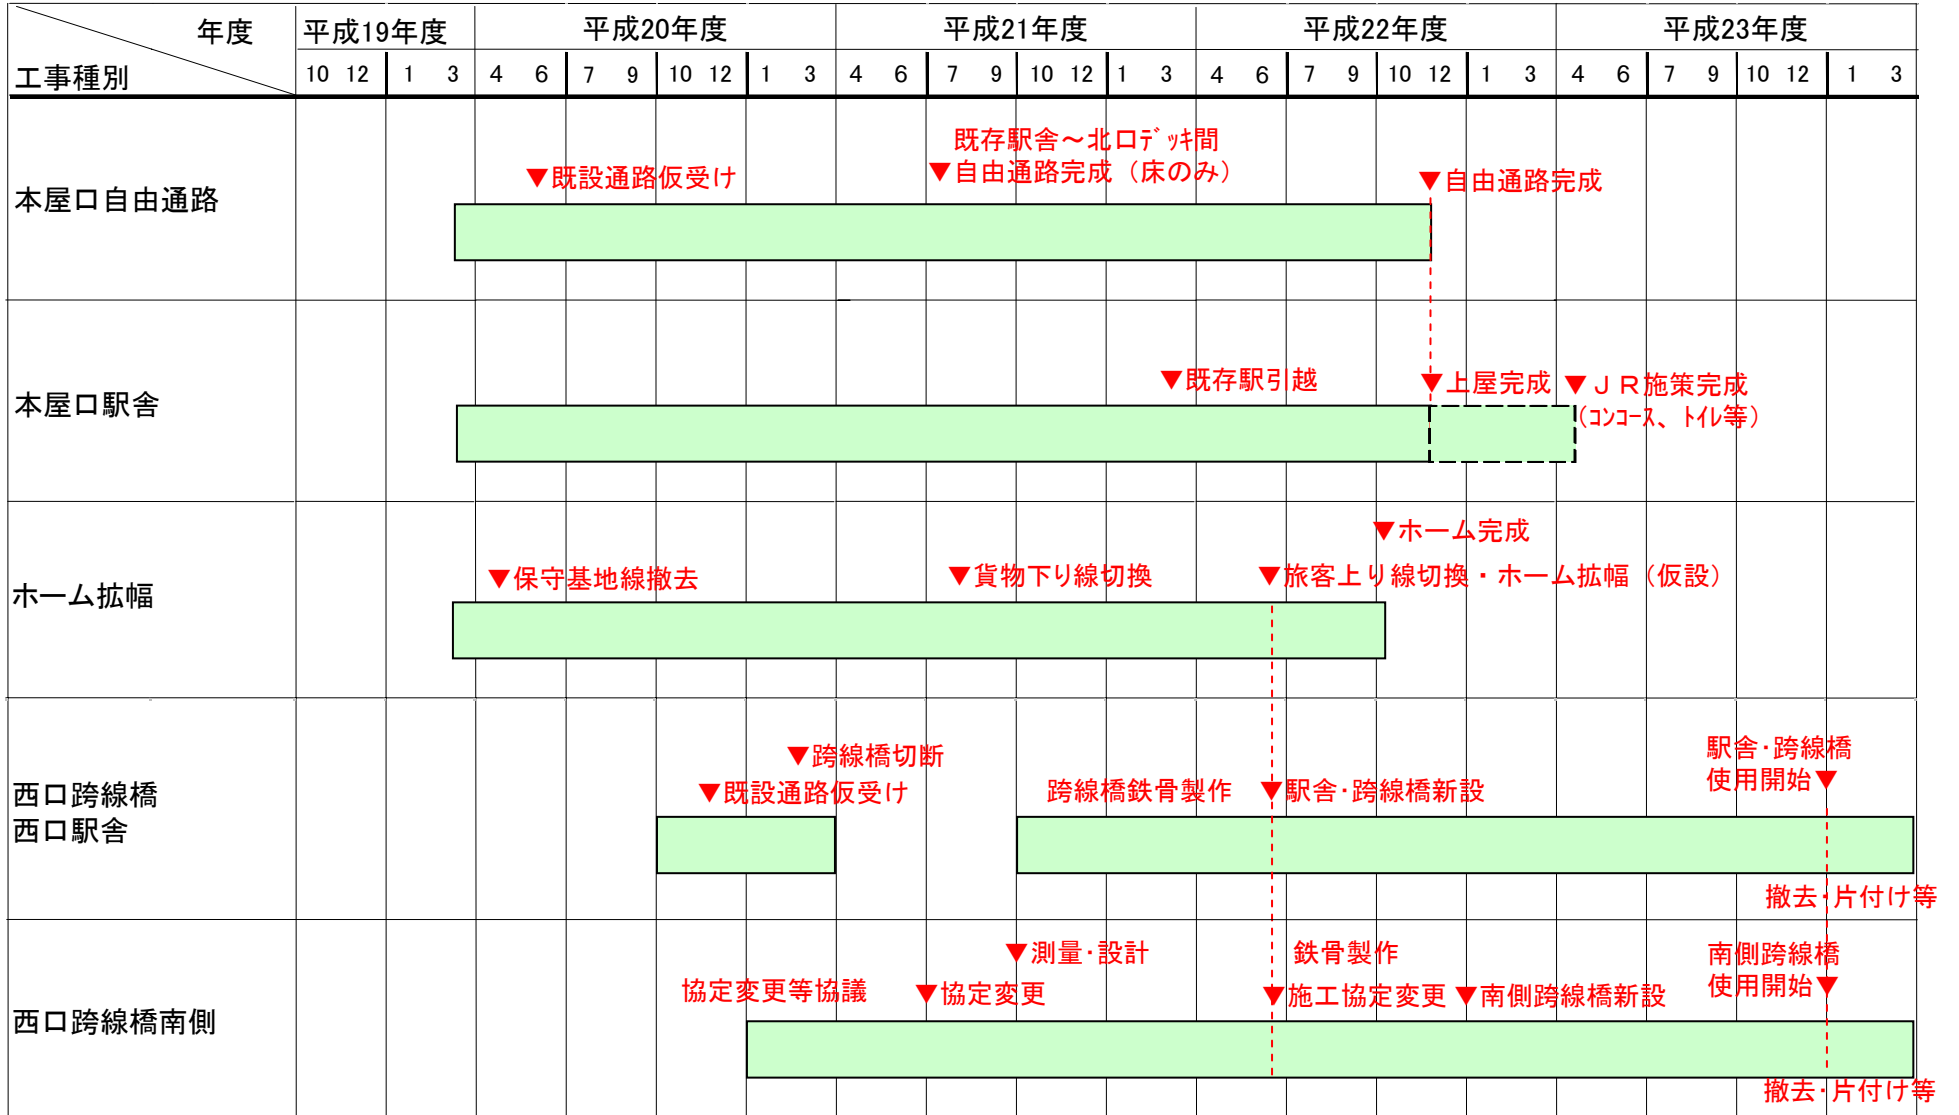 年度
工事種別
平成19年度 平成20年度 平成21年度 平成22年度 平成23年度
10 12 1 3 4 6 7 9 10 12 1 3 4 6 7 9 10 12 1 3 4 6 7 9 10 12 1 3 4 6 7 9 10 12 1 3
本屋口自由通路
▼既設通路仮受け
既存駅舎～北口ﾃﾞｯｷ間
▼自由通路完成（床のみ）
▼自由通路完成
本屋口駅舎
▼既存駅引越
▼上屋完成
▼ＪＲ施策完成
（ｺﾝｺｰｽ、ﾄｲﾚ等）
ホーム拡幅
▼ホーム完成
▼保守基地線撤去
▼貨物下り線切換
▼旅客上り線切換・ホーム拡幅（仮設）
西口跨線橋
西口駅舎
▼跨線橋切断
▼既設通路仮受け
跨線橋鉄骨製作
▼駅舎･跨線橋新設
駅舎･跨線橋
使用開始▼
撤去･片付け等
西口跨線橋南側
協定変更等協議
▼協定変更
▼測量･設計
鉄骨製作
▼施工協定変更
▼南側跨線橋新設
南側跨線橋
使用開始▼
撤去･片付け等